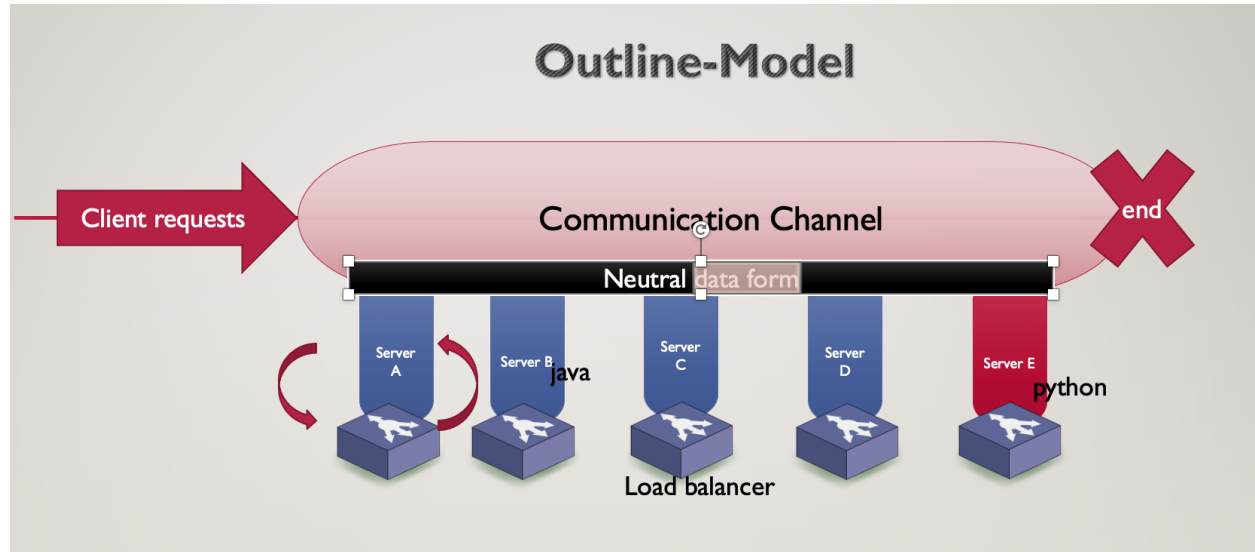 Outline-Model
Client requests
Communication Channel
end
Neutral data form
Server
A
Server B
java
Server
C
Server
D
Server E
python
Load balancer